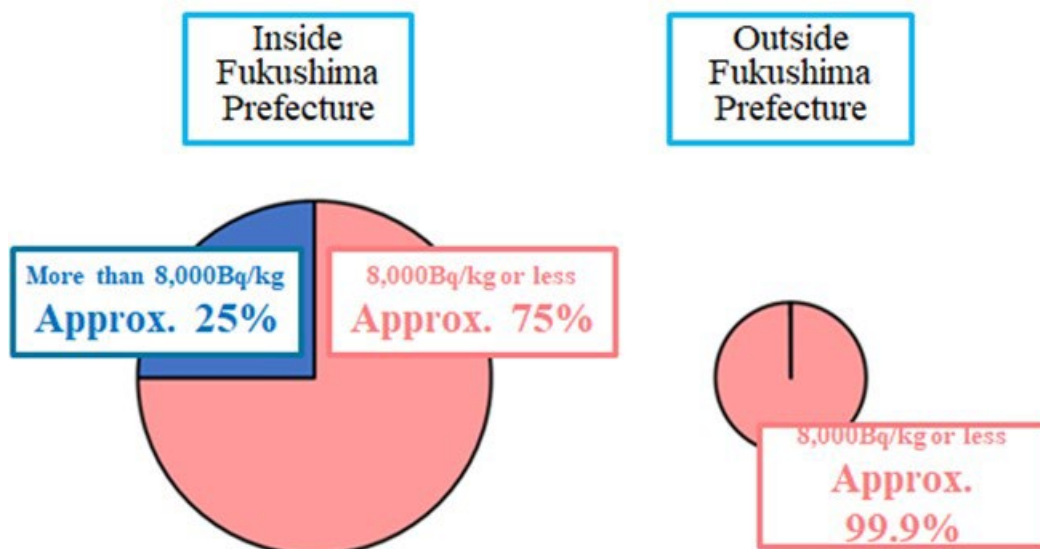 Inside
Fukushima
Prefecture
Outside
Fukushima
Prefecture
More than 8,000Bq/kg
Approx. 25%
8,000Bq/kg or less
Approx. 75%
8,000Bq/kg or less
Approx.
99.9%